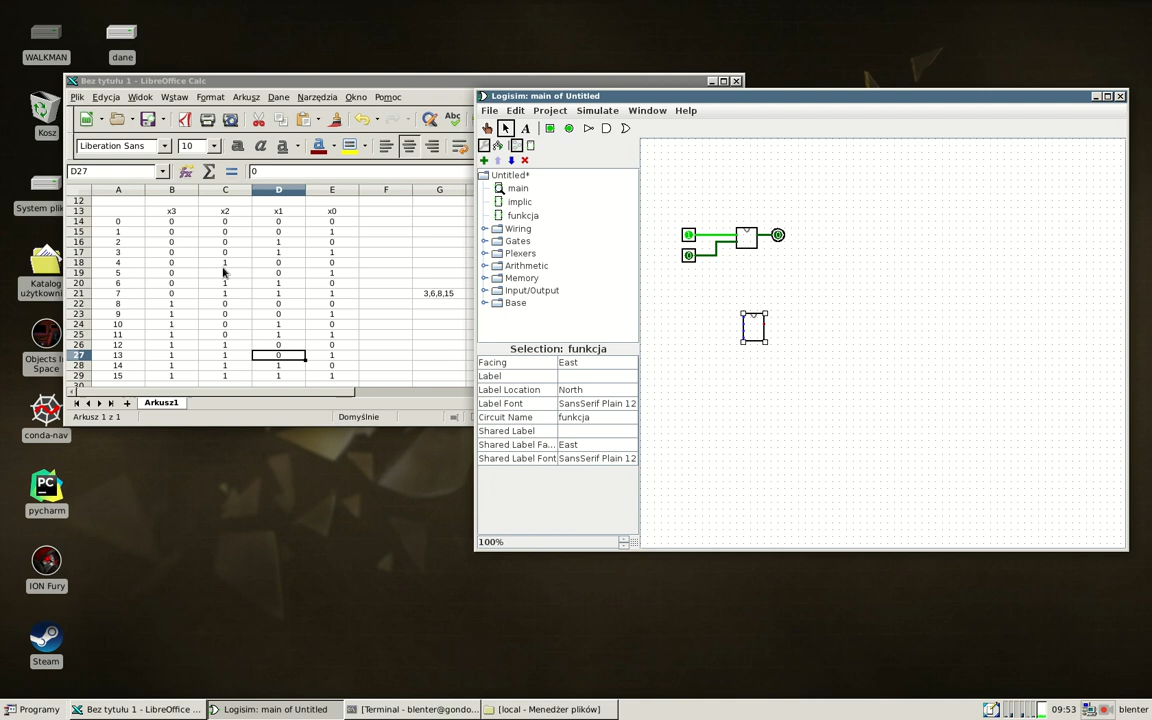 WALKMAN
dane
Kosz
System plik
Katalog
użytkowni
Objects in
Space
conda-nav
PC
pycharm
ION Fury
Steam
Bez tytułu 1 - LibreOffice Calc
Plik Edycja Widok Wstaw Format Arkusz Dane Narzędzia Okno Pomoc
Abc
Liberation Sans 10 a a a a
D27 0
A B C D E F G
12
13 x3 x2 x1 x0
14 0 0 0 0 0
15 1 0 0 0 1
16 2 0 0 1 0
17 3 0 0 1 1
18 4 0 1 0 0
19 5 0 1 0 1
20 6 0 1 1 0
21 7 0 1 1 1 3,6,8,15
22 8 1 0 0 0
23 9 1 0 0 1
24 10 1 0 1 0
25 11 1 0 1 1
26 12 1 1 0 0
27 13 1 1 0 1
28 14 1 1 1 0
29 15 1 1 1 1
Arkusz1
Arkusz 1 z 1 Domyślnie
Logisim: main of Untitled
File Edit Project Simulate Window Help
A
Untitled*
main
implic
funkcja
Wiring
Gates
Plexers
Arithmetic
Memory
Input/Output
Base
Selection: funkcja
Facing East
Label
Label Location North
Label Font SansSerif Plain 12
Circuit Name funkcja
Shared Label
Shared Label Fa... East
Shared Label Font SansSerif Plain 12
100%
1
0
0
Programy
Bez tytułu 1 - LibreOffice ...
Logisim: main of Untitled
[Terminal - blenter@gondo...
[local - Menedżer plików]
09:53
blenter